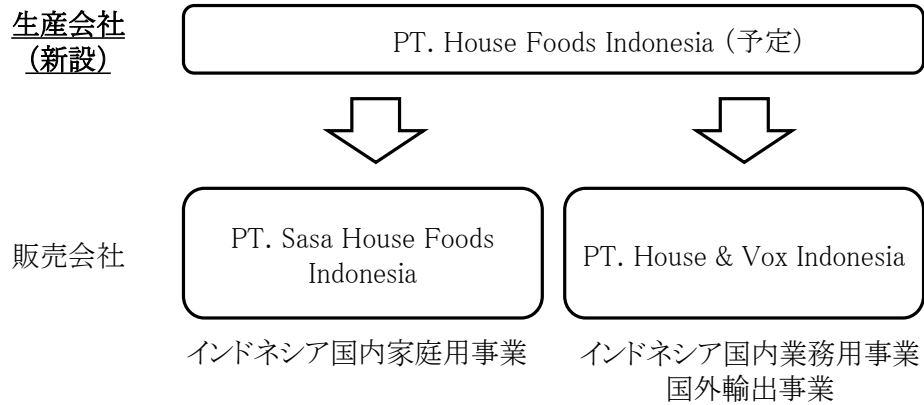 生産会社
(新設)
PT. House Foods Indonesia (予定)
販売会社
PT. Sasa House Foods
Indonesia
PT. House & Vox Indonesia
インドネシア国内家庭用事業
インドネシア国内業務用事業
国外輸出事業